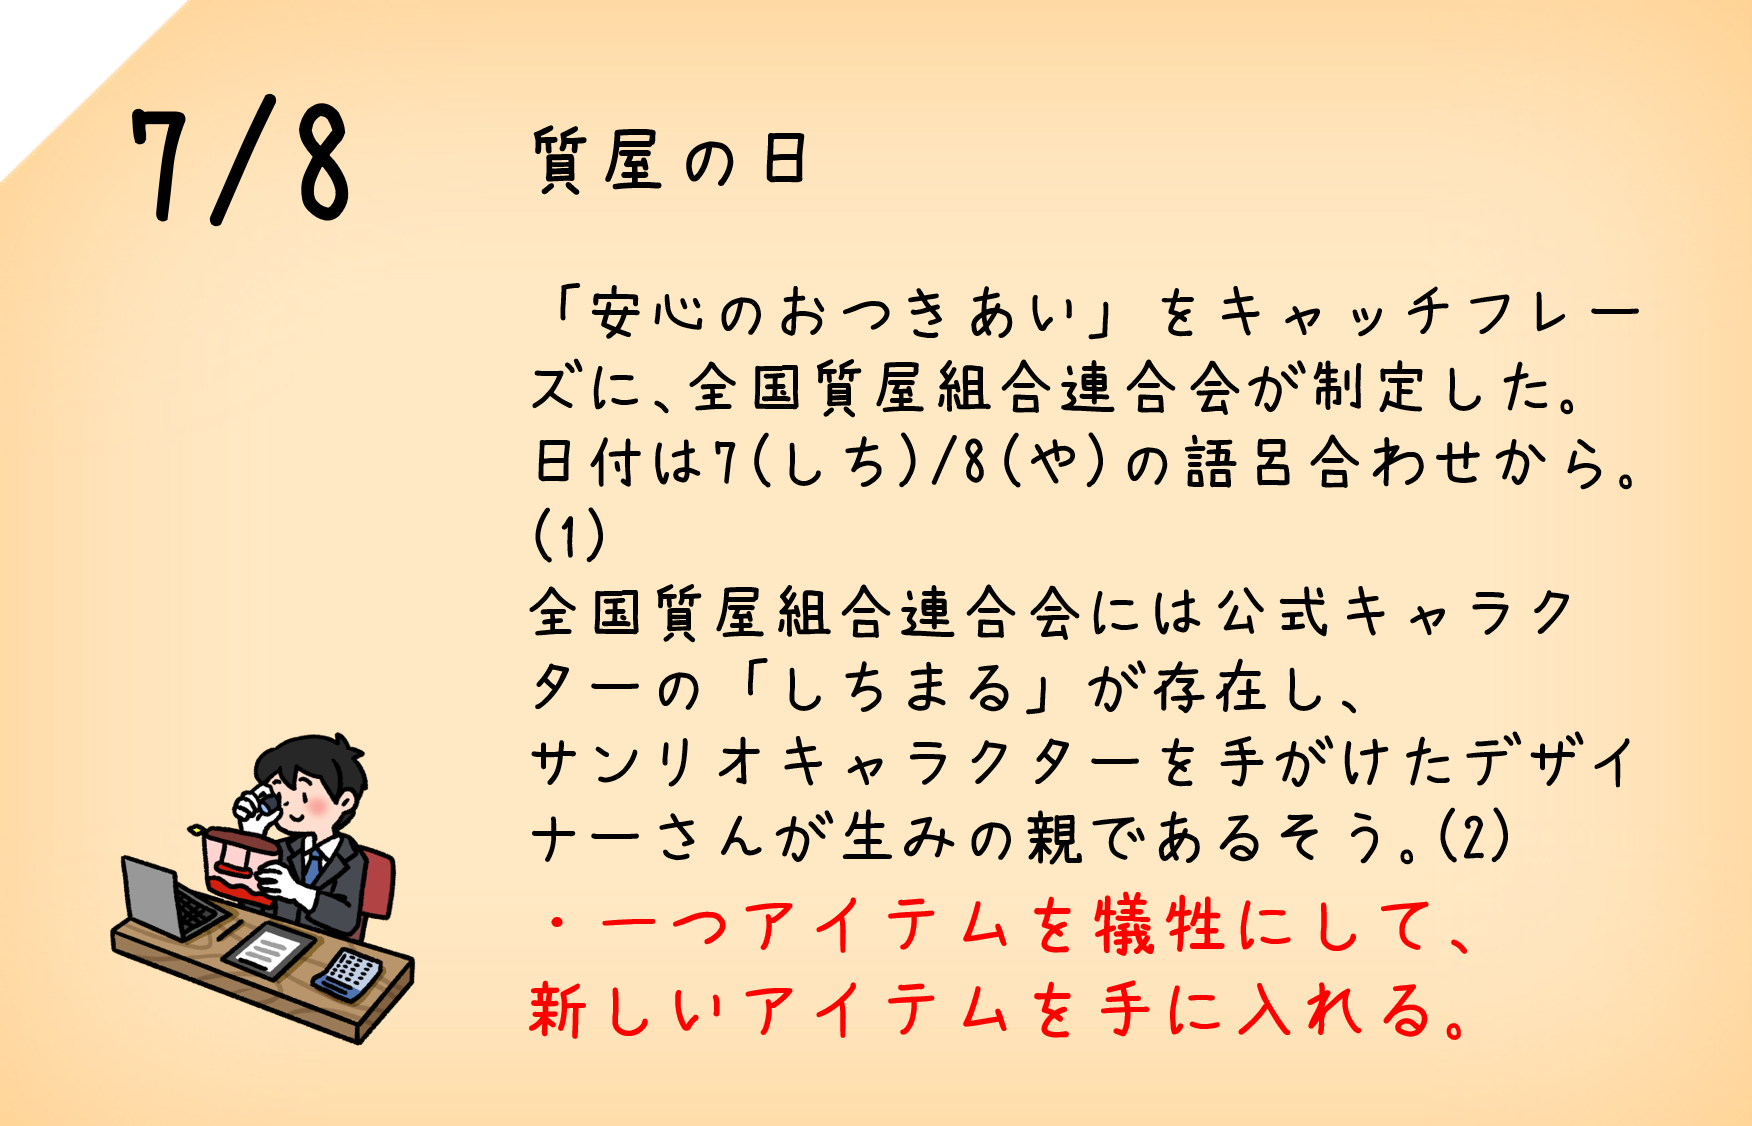 7/8
質屋の日
「安心のおつきあい」をキャッチフレー
ズに、全国質屋組合連合会が制定した。
日付は7(しち)/8(や)の語呂合わせから。
(1)
全国質屋組合連合会には公式キャラク
ターの「しちまる」が存在し、
サンリオキャラクターを手がけたデザイ
ナーさんが生みの親であるそう。(2)
・一つアイテムを犠牲にして、
新しいアイテムを手に入れる。